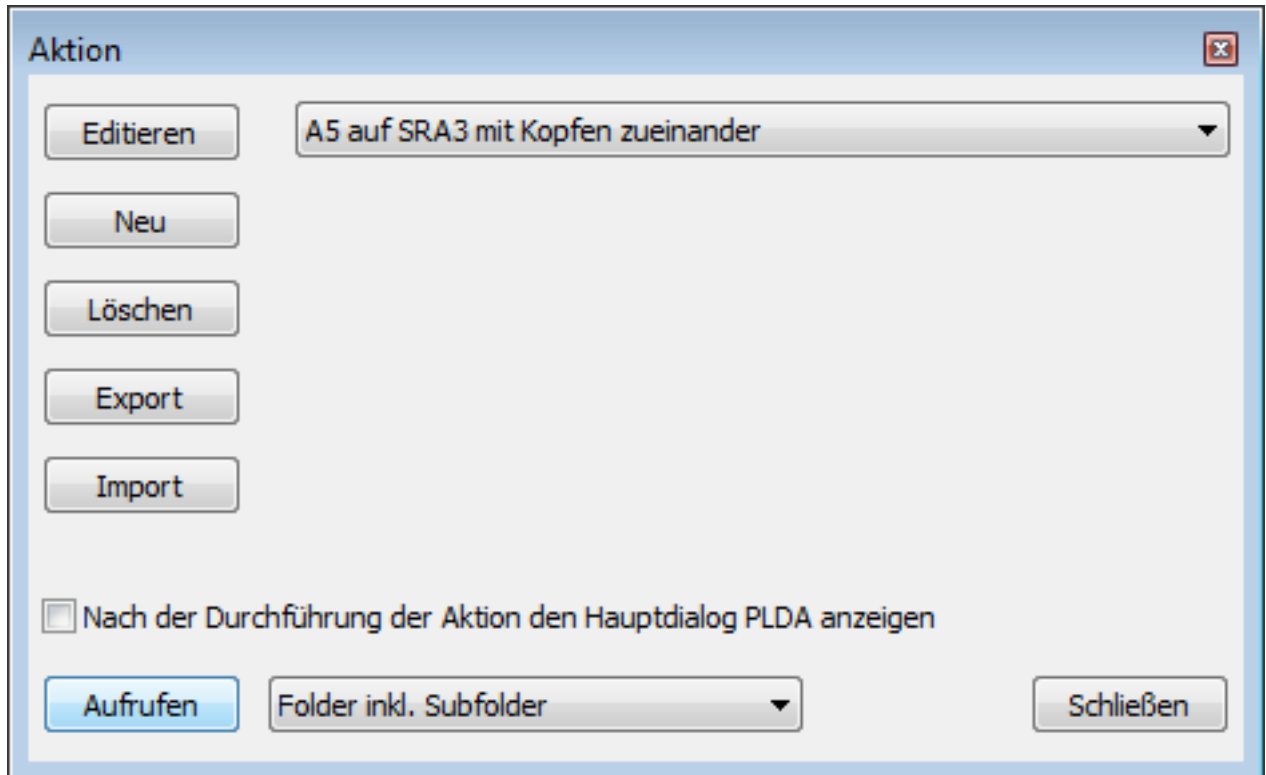 Aktion
Editieren
A5 auf SRA3 mit Kopfen zueinander
Neu
Löschen
Export
Import
Nach der Durchführung der Aktion den Hauptdialog PLDA anzeigen
Aufrufen
Folder inkl. Subfolder
Schließen